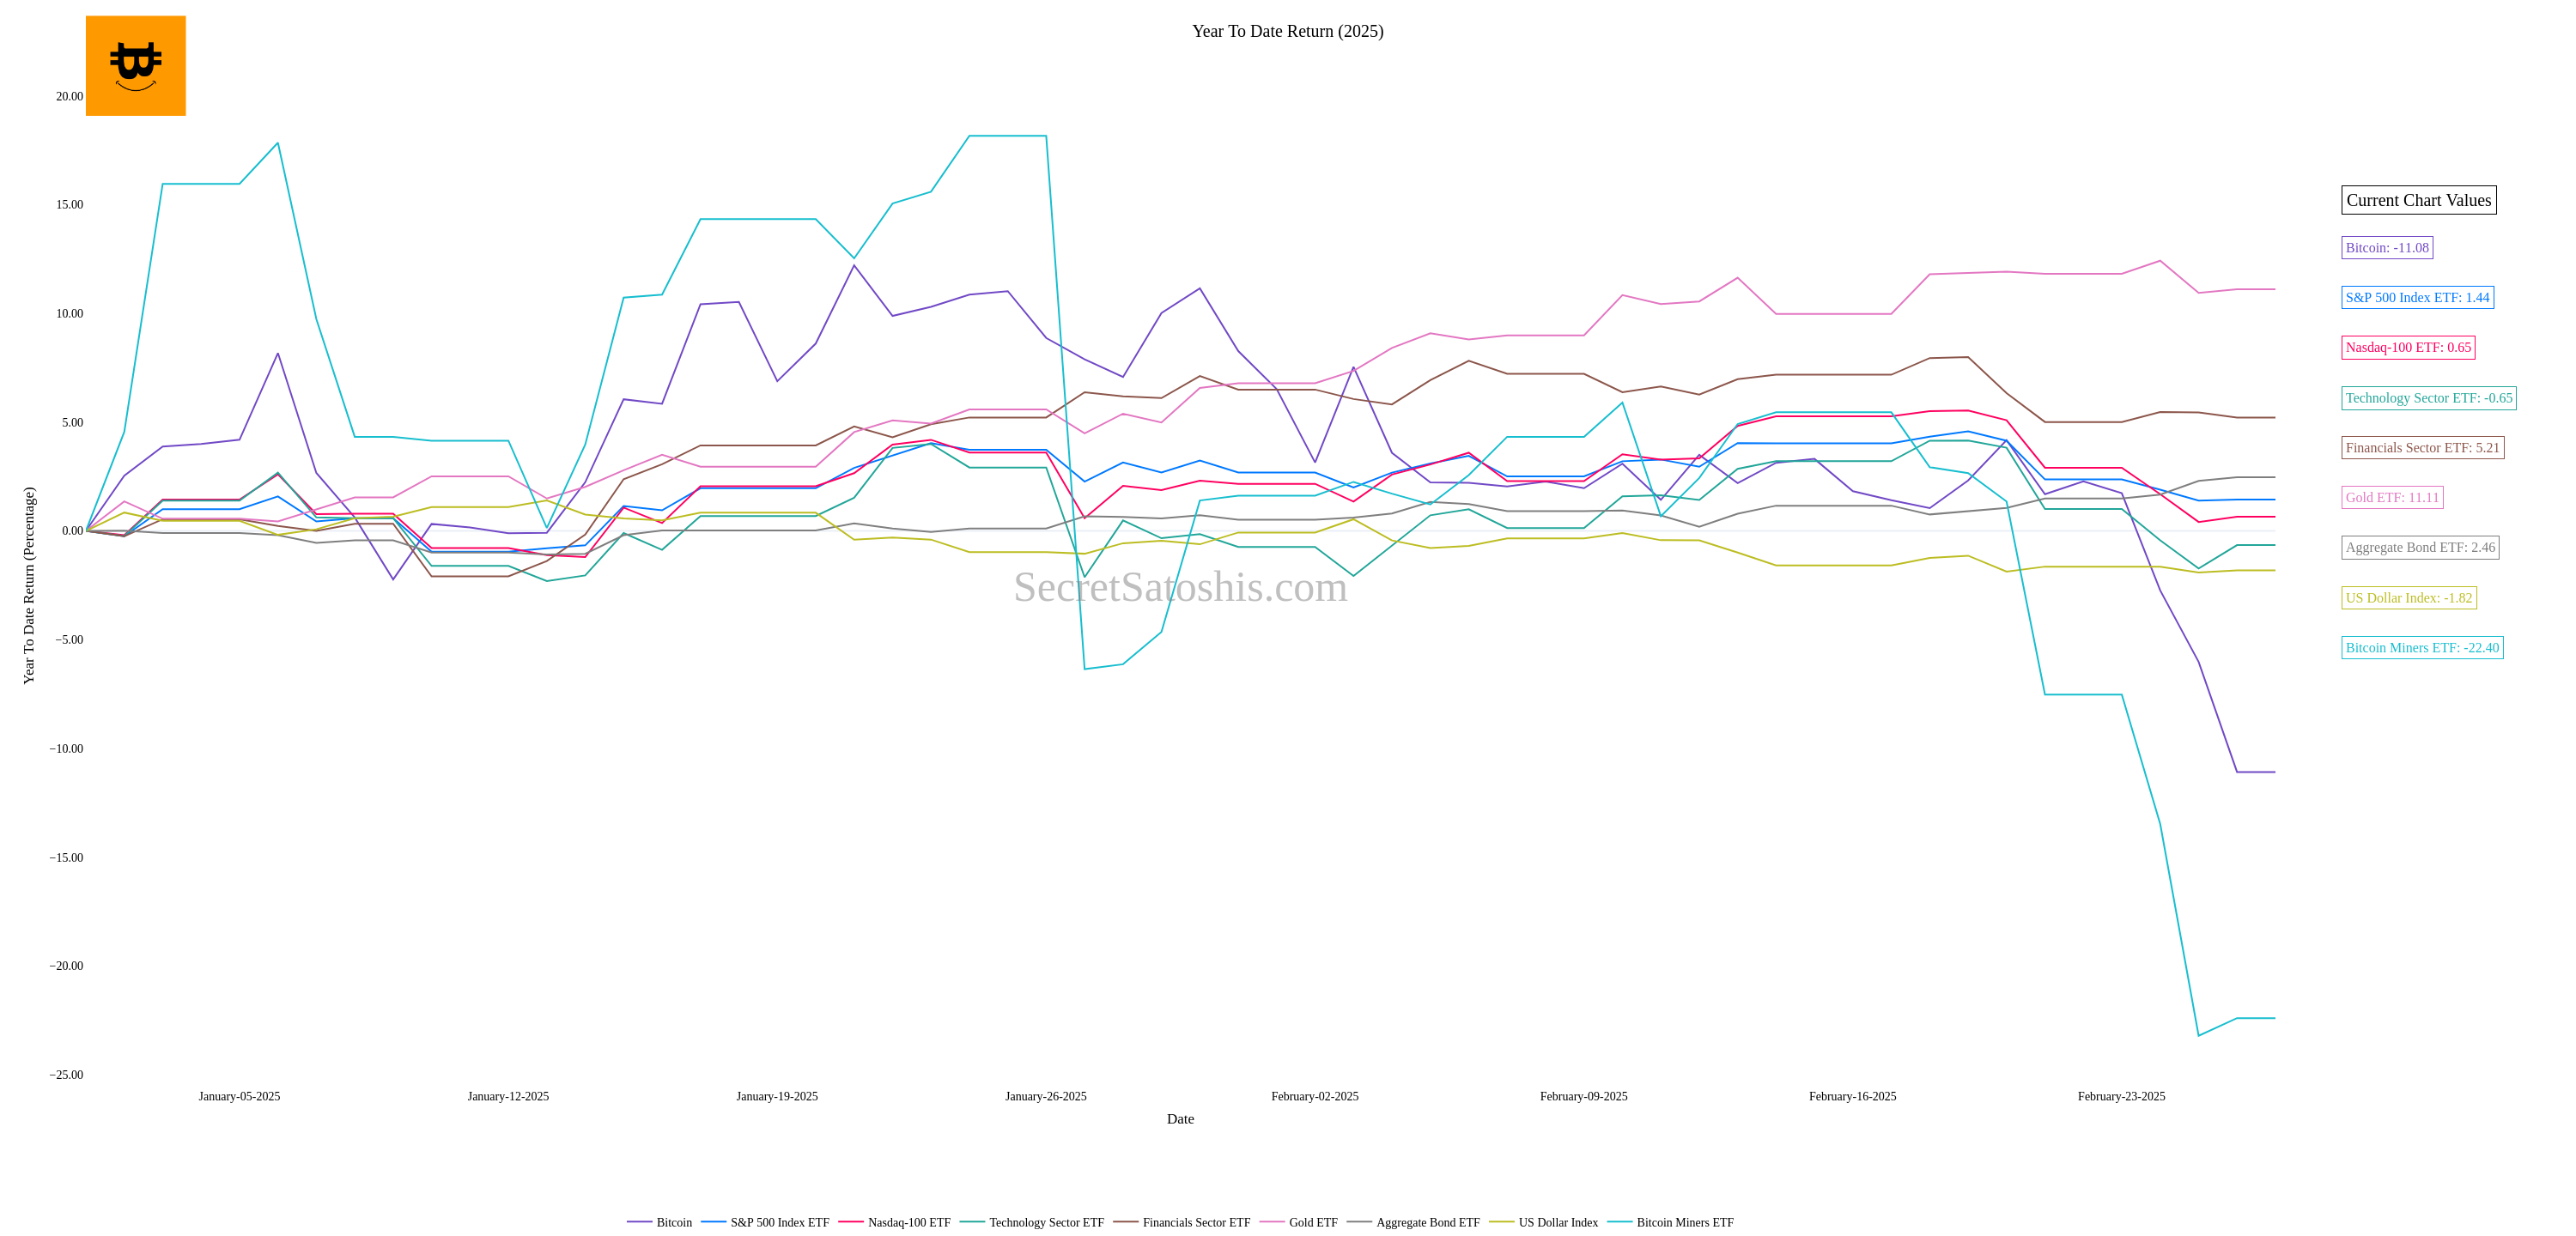 Year To Date Return (2025)
20.00
15.00
10.00
5.00
0.00
−5.00
−10.00
−15.00
−20.00
−25.00
Year To Date Return (Percentage)
SecretSatoshis.com
January-05-2025
January-12-2025
January-19-2025
January-26-2025
February-02-2025
February-09-2025
February-16-2025
February-23-2025
Date
Current Chart Values
Bitcoin: -11.08
S&P 500 Index ETF: 1.44
Nasdaq-100 ETF: 0.65
Technology Sector ETF: -0.65
Financials Sector ETF: 5.21
Gold ETF: 11.11
Aggregate Bond ETF: 2.46
US Dollar Index: -1.82
Bitcoin Miners ETF: -22.40
Bitcoin S&P 500 Index ETF Nasdaq-100 ETF Technology Sector ETF Financials Sector ETF Gold ETF Aggregate Bond ETF US Dollar Index Bitcoin Miners ETF